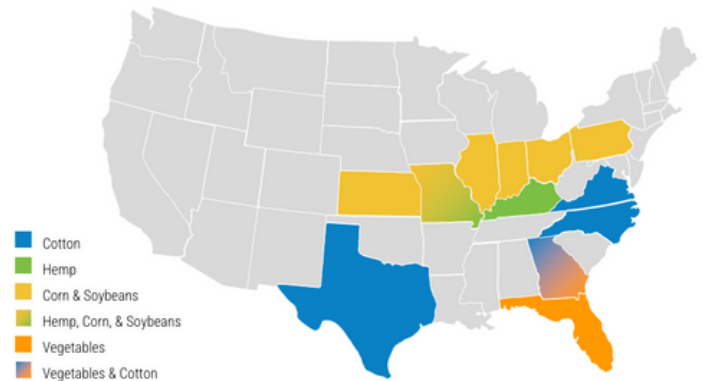 Cotton
Hemp
Corn & Soybeans
Hemp, Corn, & Soybeans
Vegetables
Vegetables & Cotton